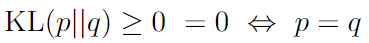 KL(p||q) ≥ 0 = 0 ⇔ p = q